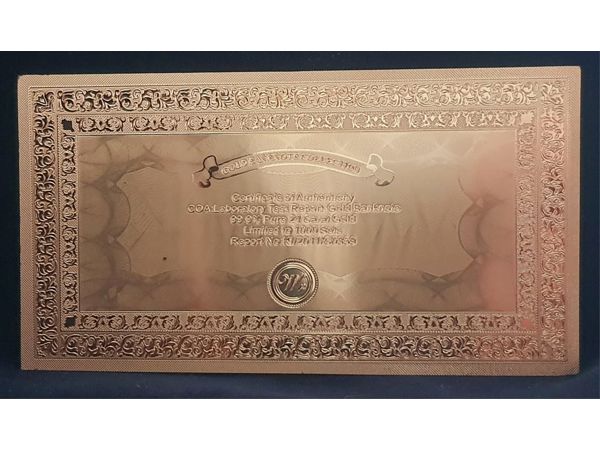 Certificate of Authenticity
COA:Laboratory Test Report Gold Banknote
99.9% Pure 24 Karat Gold
Limited to 1000 Sets
Report No